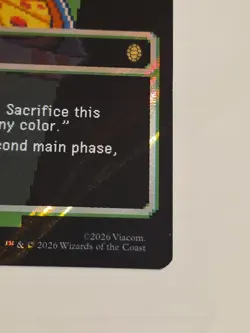 Sacrifice this
ny color.”
cond main phase,
©2026 Viacom.
™ & © 2026 Wizards of the Coast